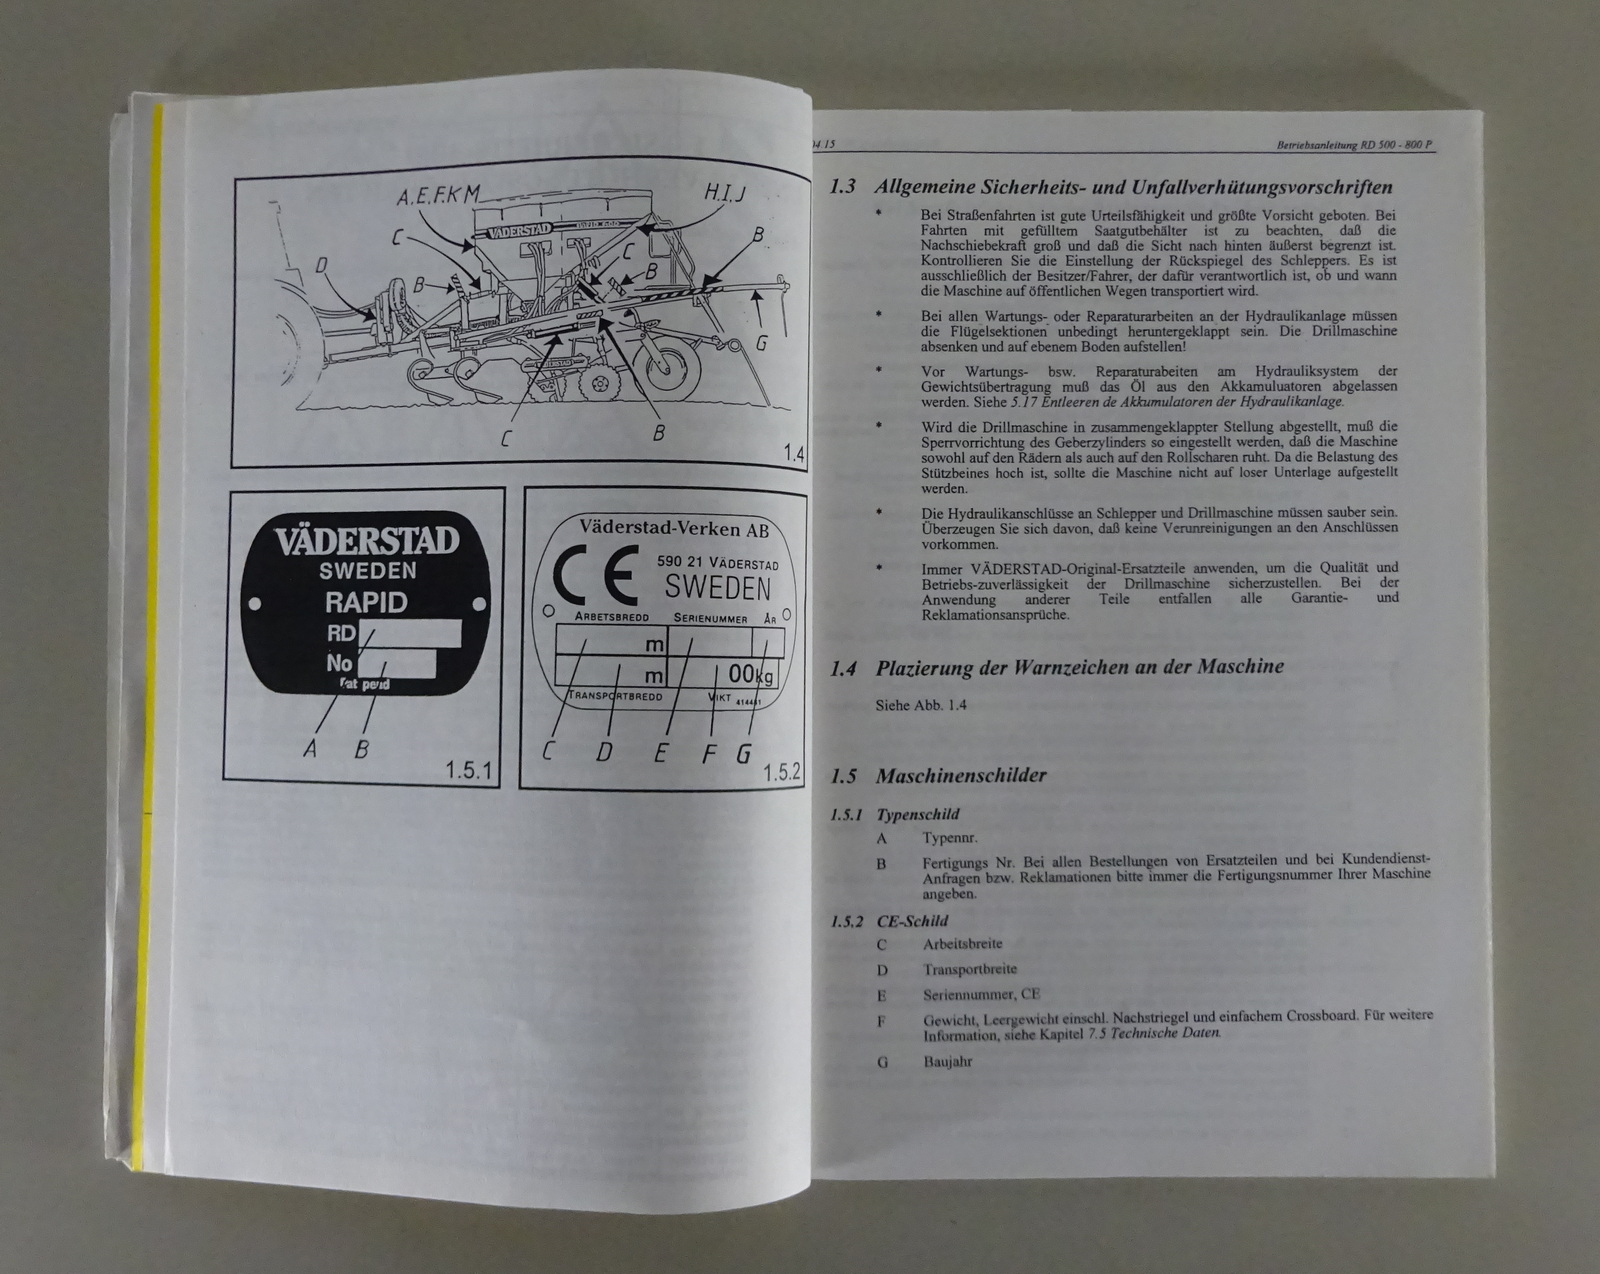 A.E.F.K M
H.I.J
C
VÄDERSTAD
B
C
D
B
B
G
C
B
1.4
VÄDERSTAD
SWEDEN
RAPID
RD
No
Pat pend
A B
1.5.1
Väderstad-Verken AB
CE
590 21 VÄDERSTAD
SWEDEN
ARBETSBREDD SERIENUMMER ÅR
m
m 00kg
TRANSPORTBREDD VIKT
C D E F G
1.5.2
04.15 Betriebsanleitung RD 500 - 800 P
1.3 Allgemeine Sicherheits- und Unfallverhütungsvorschriften
* Bei Straßenfahrten ist gute Urteilsfähigkeit und größte Vorsicht geboten. Bei
Fahrten mit gefülltem Saatgutbehälter ist zu beachten, daß die
Nachschiebekraft groß und daß die Sicht nach hinten äußerst begrenzt ist.
Kontrollieren Sie die Einstellung der Rückspiegel des Schleppers. Es ist
ausschließlich der Besitzer/Fahrer, der dafür verantwortlich ist, ob und wann
die Maschine auf öffentlichen Wegen transportiert wird.
* Bei allen Wartungs- oder Reparaturarbeiten an der Hydraulikanlage müssen
die Flügelsektionen unbedingt heruntergeklappt sein. Die Drillmaschine
absenken und auf ebenem Boden aufstellen!
* Vor Wartungs- bsw. Reparaturabeiten am Hydrauliksystem der
Gewichtsübertragung muß das Öl aus den Akkamuluatoren abgelassen
werden. Siehe 5.17 Entleeren de Akkumulatoren der Hydraulikanlage.
* Wird die Drillmaschine in zusammengeklappter Stellung abgestellt, muß die
Sperrvorrichtung des Geberzylinders so eingestellt werden, daß die Maschine
sowohl auf den Rädern als auch auf den Rollscharen ruht. Da die Belastung des
Stützbeines hoch ist, sollte die Maschine nicht auf loser Unterlage aufgestellt
werden.
* Die Hydraulikanschlüsse an Schlepper und Drillmaschine müssen sauber sein.
Überzeugen Sie sich davon, daß keine Verunreinigungen an den Anschlüssen
vorkommen.
* Immer VÄDERSTAD-Original-Ersatzteile anwenden, um die Qualität und
Betriebs-zuverlässigkeit der Drillmaschine sicherzustellen. Bei der
Anwendung anderer Teile entfallen alle Garantie- und
Reklamationsansprüche.
1.4 Plazierung der Warnzeichen an der Maschine
Siehe Abb. 1.4
1.5 Maschinenschilder
1.5.1 Typenschild
A Typennr.
B Fertigungs Nr. Bei allen Bestellungen von Ersatzteilen und bei Kundendienst-
Anfragen bzw. Reklamationen bitte immer die Fertigungsnummer Ihrer Maschine
angeben.
1.5.2 CE-Schild
C Arbeitsbreite
D Transportbreite
E Seriennummer, CE
F Gewicht, Leergewicht einschl. Nachstriegel und einfachem Crossboard. Für weitere
Information, siehe Kapitel 7.5 Technische Daten.
G Baujahr